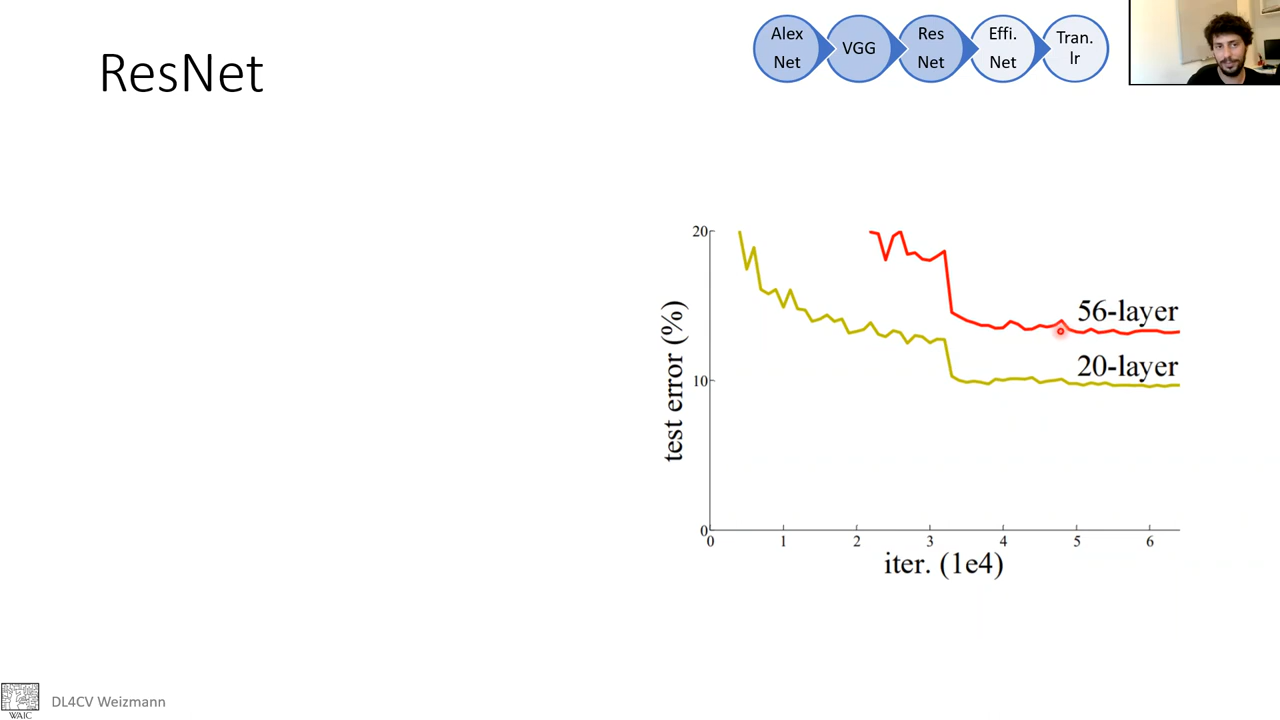 ResNet
Alex
Net
VGG
Res
Net
Effi.
Net
Tran.
lr
20
10
0
test error (%)
56-layer
20-layer
0 1 2 3 4 5 6
iter. (1e4)
WAIC
DL4CV Weizmann